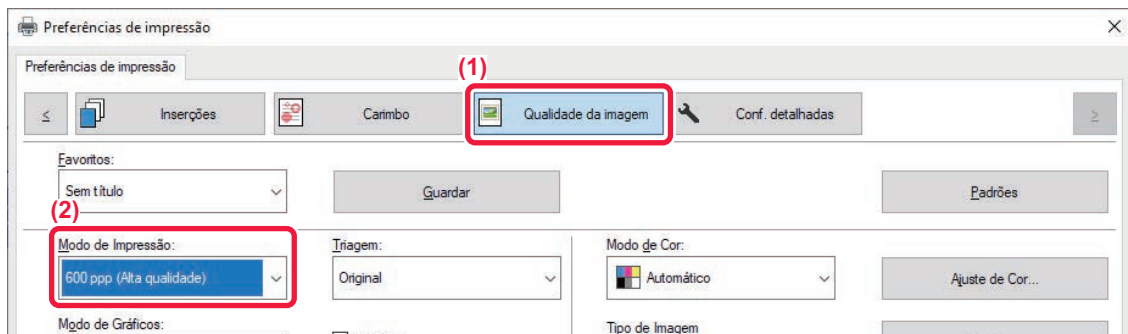 Preferências de impressão
Preferências de impressão
(1)
Inserções Carimbo Qualidade da imagem Conf. detalhadas
Favoritos:
Sem título Guardar Padrões
(2)
Modo de Impressão: Triagem: Modo de Cor:
600 ppp (Alta qualidade) Original Automático Ajuste de Cor...
Modo de Gráficos: Tipo de Imagem